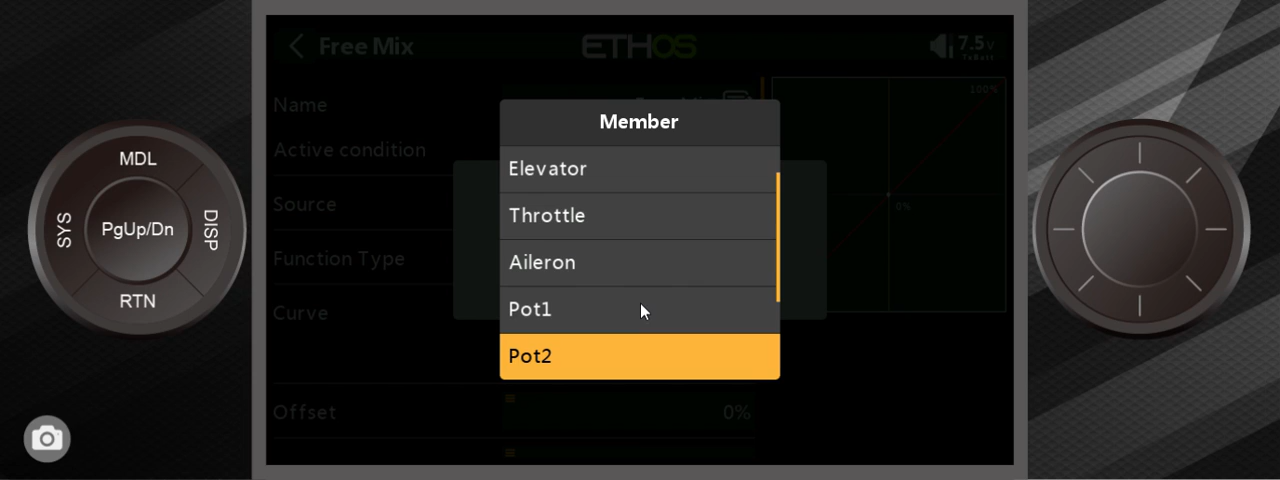 Free Mix
ETHOS
7.5v
TxBatt
Name
100%
Member
MDL
Active condition
Elevator
SYS
PgUp/Dn
DISP
Source
Throttle
0%
Function Type
Aileron
RTN
Curve
Pot1
Pot2
Offset
0%